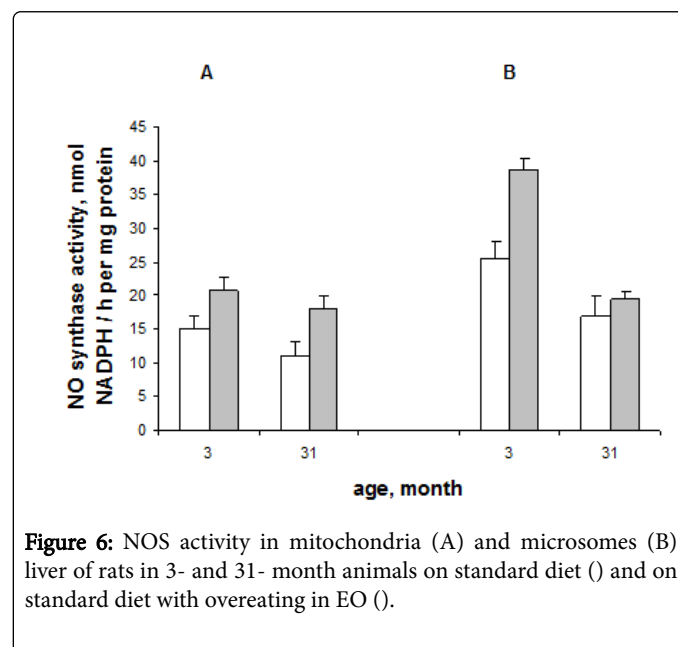 A
B
NO synthase activity, nmol
NADPH / h per mg protein
45
40
35
30
25
20
15
10
5
0
3
31
3
31
age, month
Figure 6: NOS activity in mitochondria (A) and microsomes (B)
liver of rats in 3- and 31- month animals on standard diet () and on
standard diet with overeating in EO ().